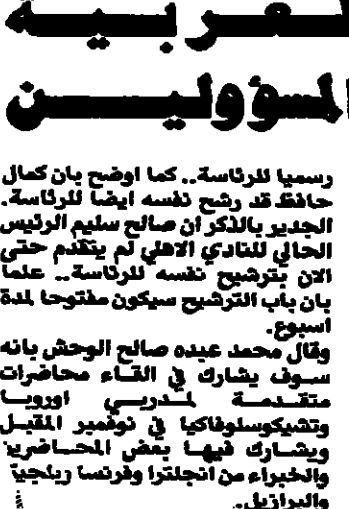 لعربيه
المسؤولين
رسميا للرئاسة.. كما اوضح بان كمال
حافظ قد رشح نفسه ايضا للرئاسة.
الجدير بالذكر ان صالح سليم الرئيس
الحالي للنادي الاهلي لم يتقدم حتى
الان بترشيح نفسه للرئاسة.. علما
بان باب الترشيح سيكون مفتوحا لمدة
اسبوع.
وقال محمد عبده صالح الوحش بانه
سوف يشارك في القاء محاضرات
متقدمة لمدربي اوروبا
وتشيكوسلوفاكيا في نوفمبر المقبل
ويشارك فيها بعض المحاضرين
والخبراء من انجلترا وفرنسا وبلجيا
والبرازيل.